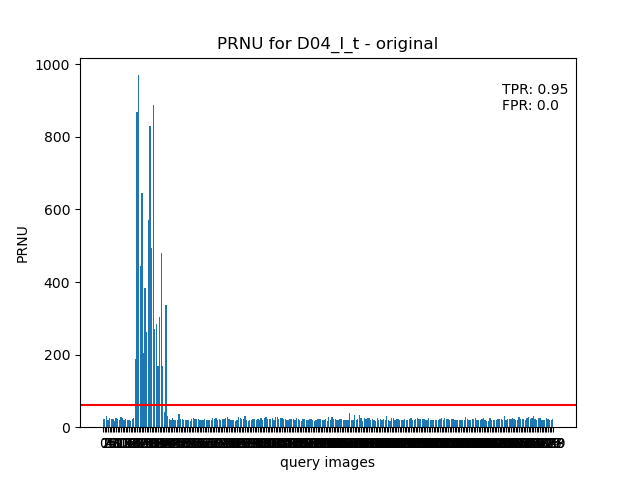 PRNU for D04_I_t - original
1000
TPR: 0.95
FPR: 0.0
800
600
PRNU
400
200
0
query images